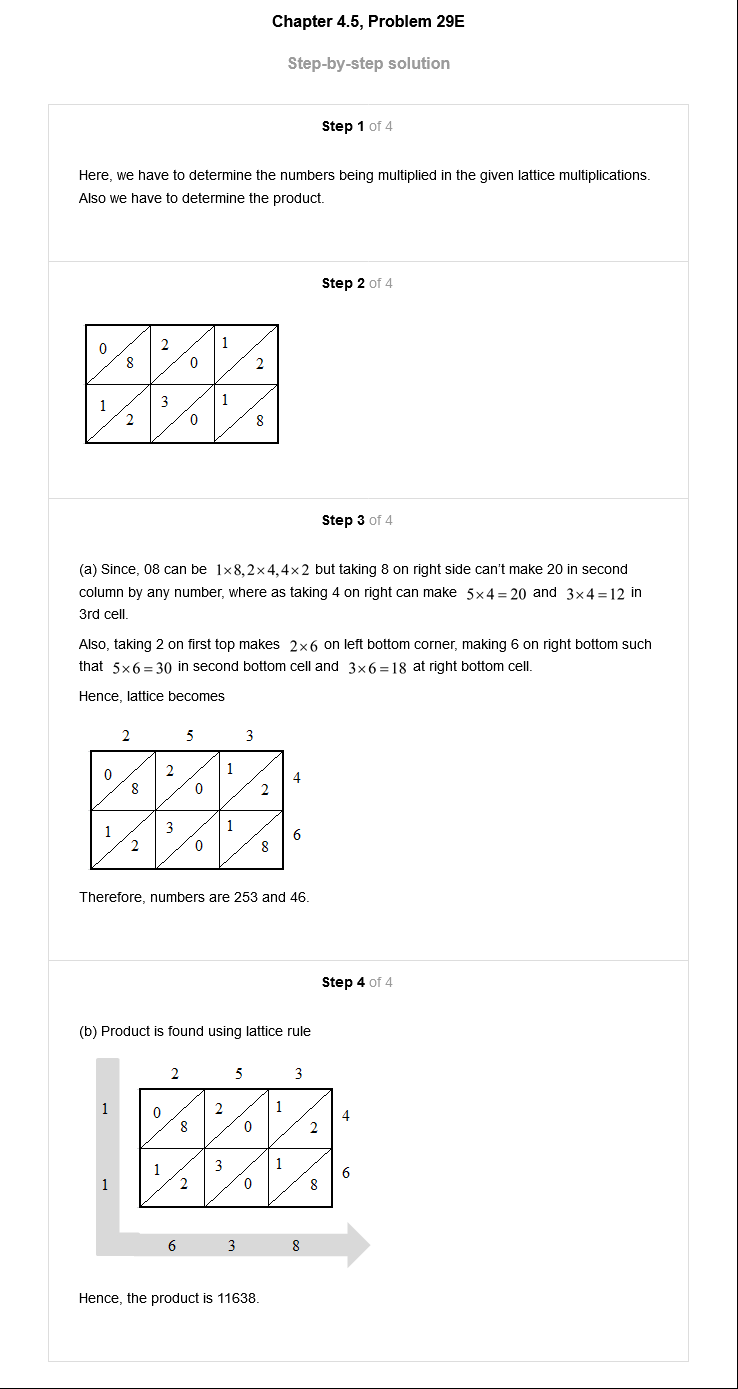 Chapter 4.5, Problem 29E
Step-by-step solution
Step 1 of 4
Here, we have to determine the numbers being multiplied in the given lattice multiplications.
Also we have to determine the product.
Step 2 of 4
0 8 2 0 1 2
1 2 3 0 1 8
Step 3 of 4
(a) Since, 08 can be 1×8, 2×4, 4×2 but taking 8 on right side can't make 20 in second
column by any number, where as taking 4 on right can make 5×4=20 and 3×4=12 in
3rd cell.
Also, taking 2 on first top makes 2×6 on left bottom corner, making 6 on right bottom such
that 5×6=30 in second bottom cell and 3×6=18 at right bottom cell.
Hence, lattice becomes
2 5 3
0 8 2 0 1 2 4
1 2 3 0 1 8 6
Therefore, numbers are 253 and 46.
Step 4 of 4
(b) Product is found using lattice rule
2 5 3
1 0 8 2 0 1 2 4
1 1 2 3 0 1 8 6
6 3 8
Hence, the product is 11638.